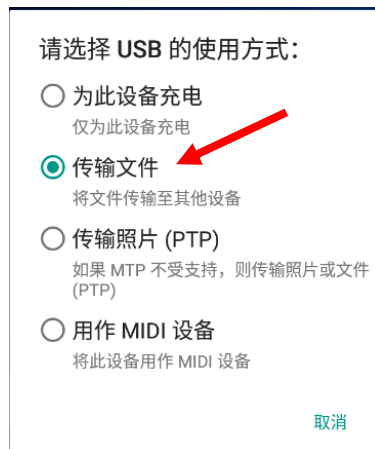 请选择 USB 的使用方式：
为此设备充电
仅为此设备充电
传输文件
将文件传输至其他设备
传输照片 (PTP)
如果 MTP 不受支持，则传输照片或文件
(PTP)
用作 MIDI 设备
将此设备用作 MIDI 设备
取消